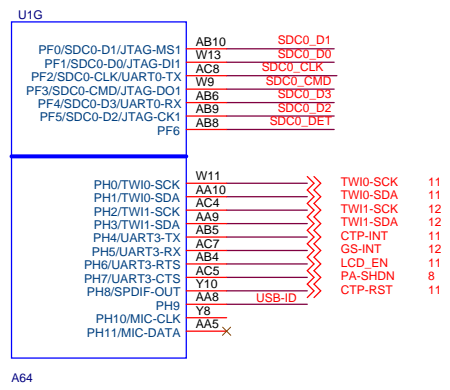 U1G
PF0/SDC0-D1/JTAG-MS1 AB10 SDC0_D1
PF1/SDC0-D0/JTAG-DI1 W13 SDC0_D0
PF2/SDC0-CLK/UART0-TX AC8 SDC0_CLK
PF3/SDC0-CMD/JTAG-DO1 W9 SDC0_CMD
PF4/SDC0-D3/UART0-RX AB6 SDC0_D3
PF5/SDC0-D2/JTAG-CK1 AB9 SDC0_D2
PF6 AB8 SDC0_DET
PH0/TWI0-SCK W11 TWI0-SCK 11
PH1/TWI0-SDA AA10 TWI0-SDA 11
PH2/TWI1-SCK AC4 TWI1-SCK 12
PH3/TWI1-SDA AA9 TWI1-SDA 12
PH4/UART3-TX AB5 CTP-INT 11
PH5/UART3-RX AC7 GS-INT 12
PH6/UART3-RTS AB4 LCD_EN 11
PH7/UART3-CTS AC5 PA-SHDN 8
PH8/SPDIF-OUT Y10 CTP-RST 11
PH9 AA8 USB-ID
PH10/MIC-CLK Y8
PH11/MIC-DATA AA5
A64